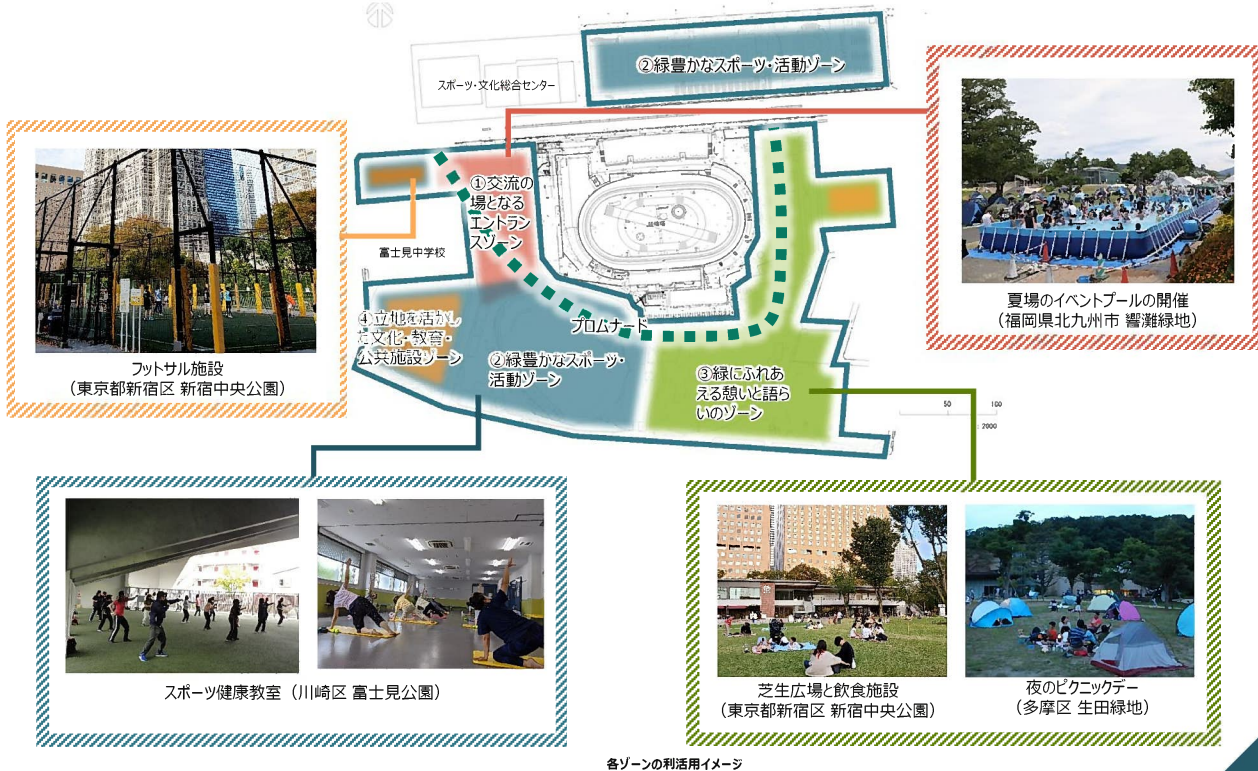 ②緑豊かなスポーツ・活動ゾーン
スポーツ・文化総合センター
①交流の
場となる
エントラン
スゾーン
富士見中学校
競輪場
プロムナード
④立地を活かし
た文化・教育・
公共施設ゾーン
②緑豊かなスポーツ・
活動ゾーン
③緑にふれあ
える憩いと語ら
いのゾーン
50 100
2000
フットサル施設
(東京都新宿区 新宿中央公園)
夏場のイベントプールの開催
(福岡県北九州市 響灘緑地)
スポーツ健康教室(川崎区 富士見公園)
芝生広場と飲食施設
(東京都新宿区 新宿中央公園)
夜のピクニックデー
(多摩区 生田緑地)
各ゾーンの利活用イメージ